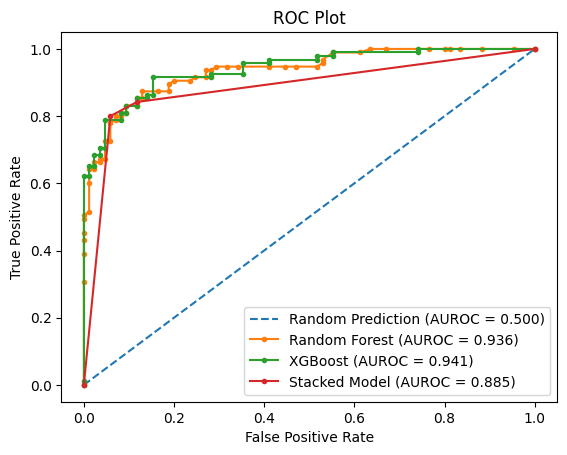 ROC Plot
True Positive Rate
1.0
0.8
0.6
0.4
0.2
0.0
Random Prediction (AUROC = 0.500)
Random Forest (AUROC = 0.936)
XGBoost (AUROC = 0.941)
Stacked Model (AUROC = 0.885)
0.0 0.2 0.4 0.6 0.8 1.0
False Positive Rate